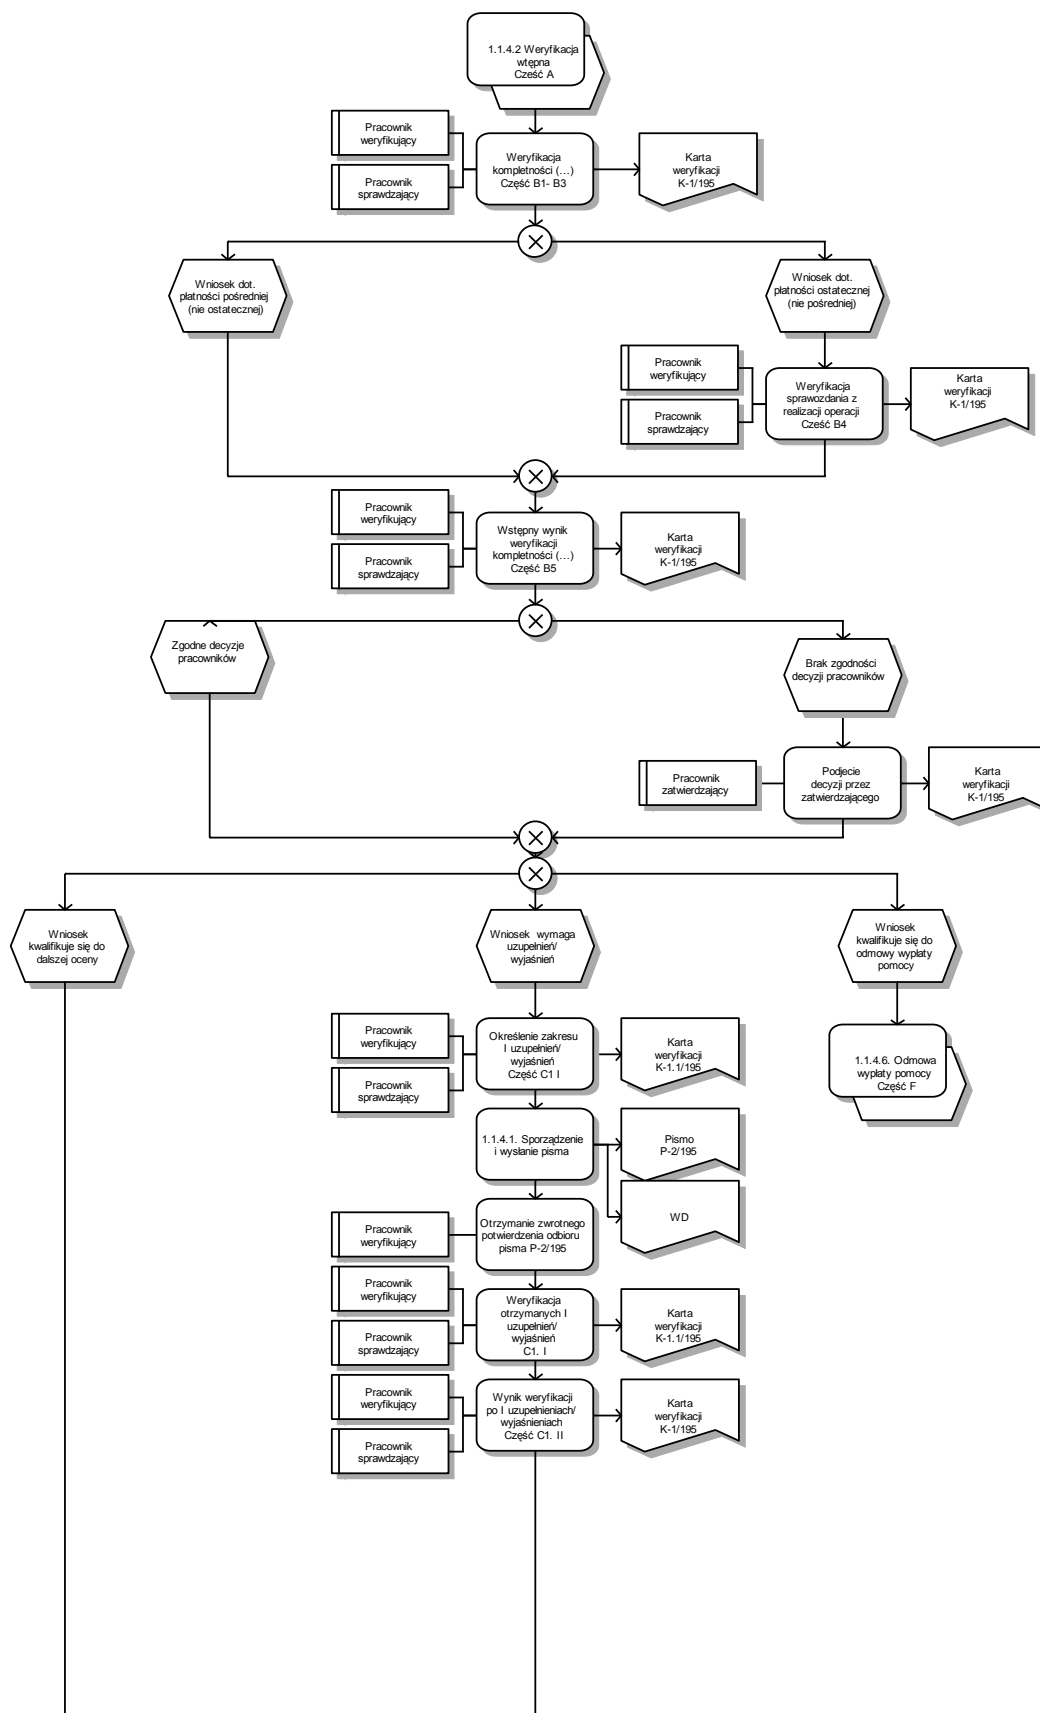 1.1.4.2 Weryfikacja
wtępna
Cześć A
Pracownik
weryfikujący
Pracownik
sprawdzający
Weryfikacja
kompletności (...)
Część B1- B3
Karta
weryfikacji
K-1/195
Wniosek dot.
płatności pośredniej
(nie ostatecznej)
Wniosek dot.
płatności ostatecznej
(nie pośredniej)
Pracownik
weryfikujący
Pracownik
sprawdzający
Weryfikacja
sprawozdania z
realizacji operacji
Cześć B4
Karta
weryfikacji
K-1/195
Pracownik
weryfikujący
Pracownik
sprawdzający
Wstępny wynik
weryfikacji
kompletności (...)
Część B5
Karta
weryfikacji
K-1/195
Zgodne decyzje
pracowników
Brak zgodności
decyzji pracowników
Pracownik
zatwierdzający
Podjecie
decyzji przez
zatwierdzającego
Karta
weryfikacji
K-1/195
Wniosek
kwalifikuje się do
dalszej oceny
Wniosek wymaga
uzupełnień/
wyjaśnień
Wniosek
kwalifikuje się do
odmowy wypłaty
pomocy
Pracownik
weryfikujący
Pracownik
sprawdzający
Określenie zakresu
I uzupełnień/
wyjaśnień
Część C1 I
Karta
weryfikacji
K-1.1/195
1.1.4.6. Odmowa
wypłaty pomocy
Część F
1.1.4.1. Sporządzenie
i wysłanie pisma
Pismo
P-2/195
WD
Pracownik
weryfikujący
Otrzymanie zwrotnego
potwierdzenia odbioru
pisma P-2/195
Pracownik
weryfikujący
Pracownik
sprawdzający
Weryfikacja
otrzymanych I
uzupełnień/
wyjaśnień
C1. I
Karta
weryfikacji
K-1.1/195
Pracownik
weryfikujący
Pracownik
sprawdzający
Wynik weryfikacji
po I uzupełnieniach/
wyjaśnieniach
Część C1. II
Karta
weryfikacji
K-1/195